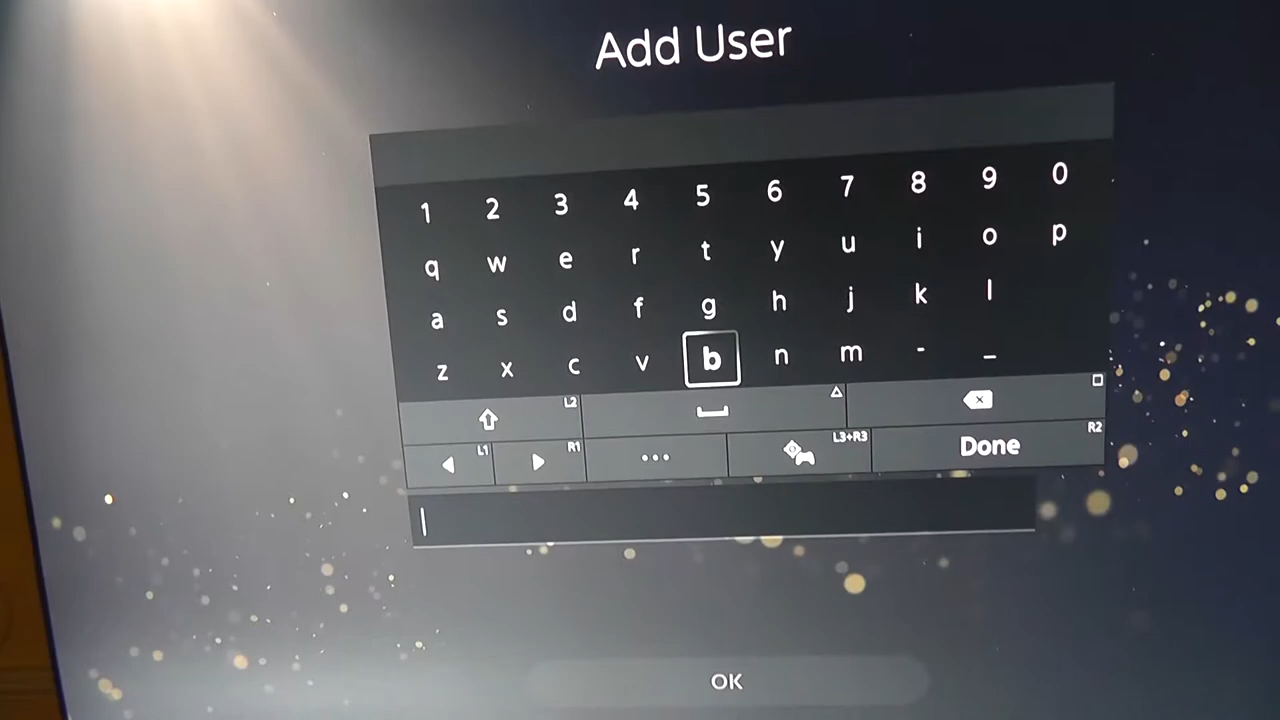 Add User
1 2 3 4 5 6 7 8 9 0
q w e r t y u i o p
a s d f g h j k l
z x c v b n m - _
L2
L1 R1 ... L3+R3 Done R2
OK